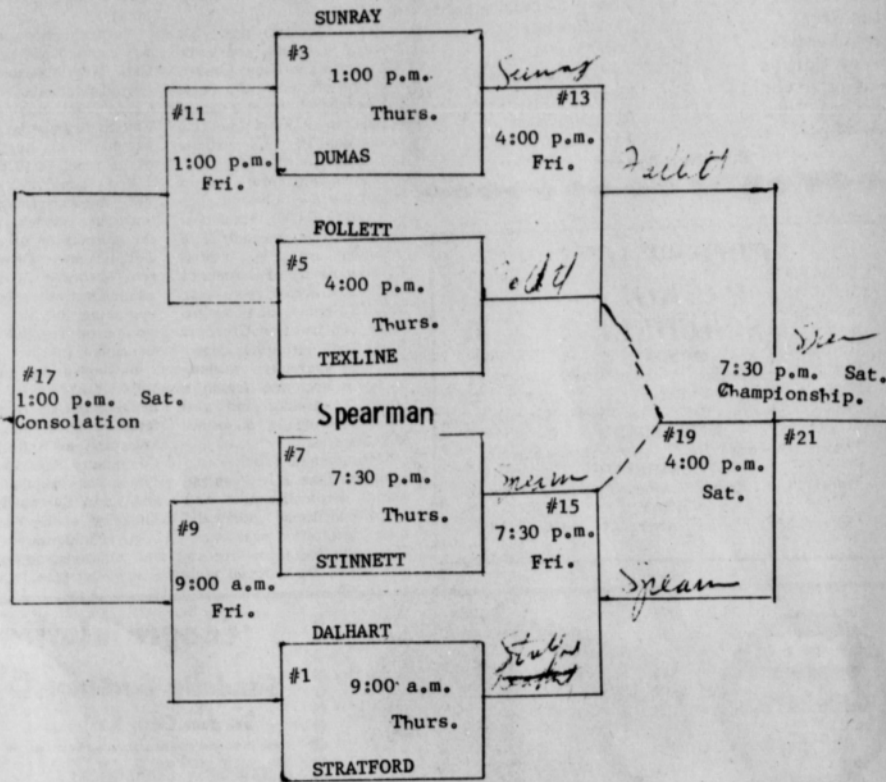 SUNRAY
#3
1:00 p.m.
Thurs.
DUMAS
Sunray
#13
4:00 p.m.
Fri.
#11
1:00 p.m.
Fri.
Follett
FOLLETT
#5
4:00 p.m.
Thurs.
TEXLINE
#17
1:00 p.m. Sat.
Consolation
7:30 p.m. Sat.
Championship.
#21
#19
4:00 p.m.
Sat.
Spearman
#7
7:30 p.m.
Thurs.
STINNETT
#15
7:30 p.m.
Fri.
#9
9:00 a.m.
Fri.
Spearm
DALHART
#1
9:00 a.m.
Thurs.
STRATFORD